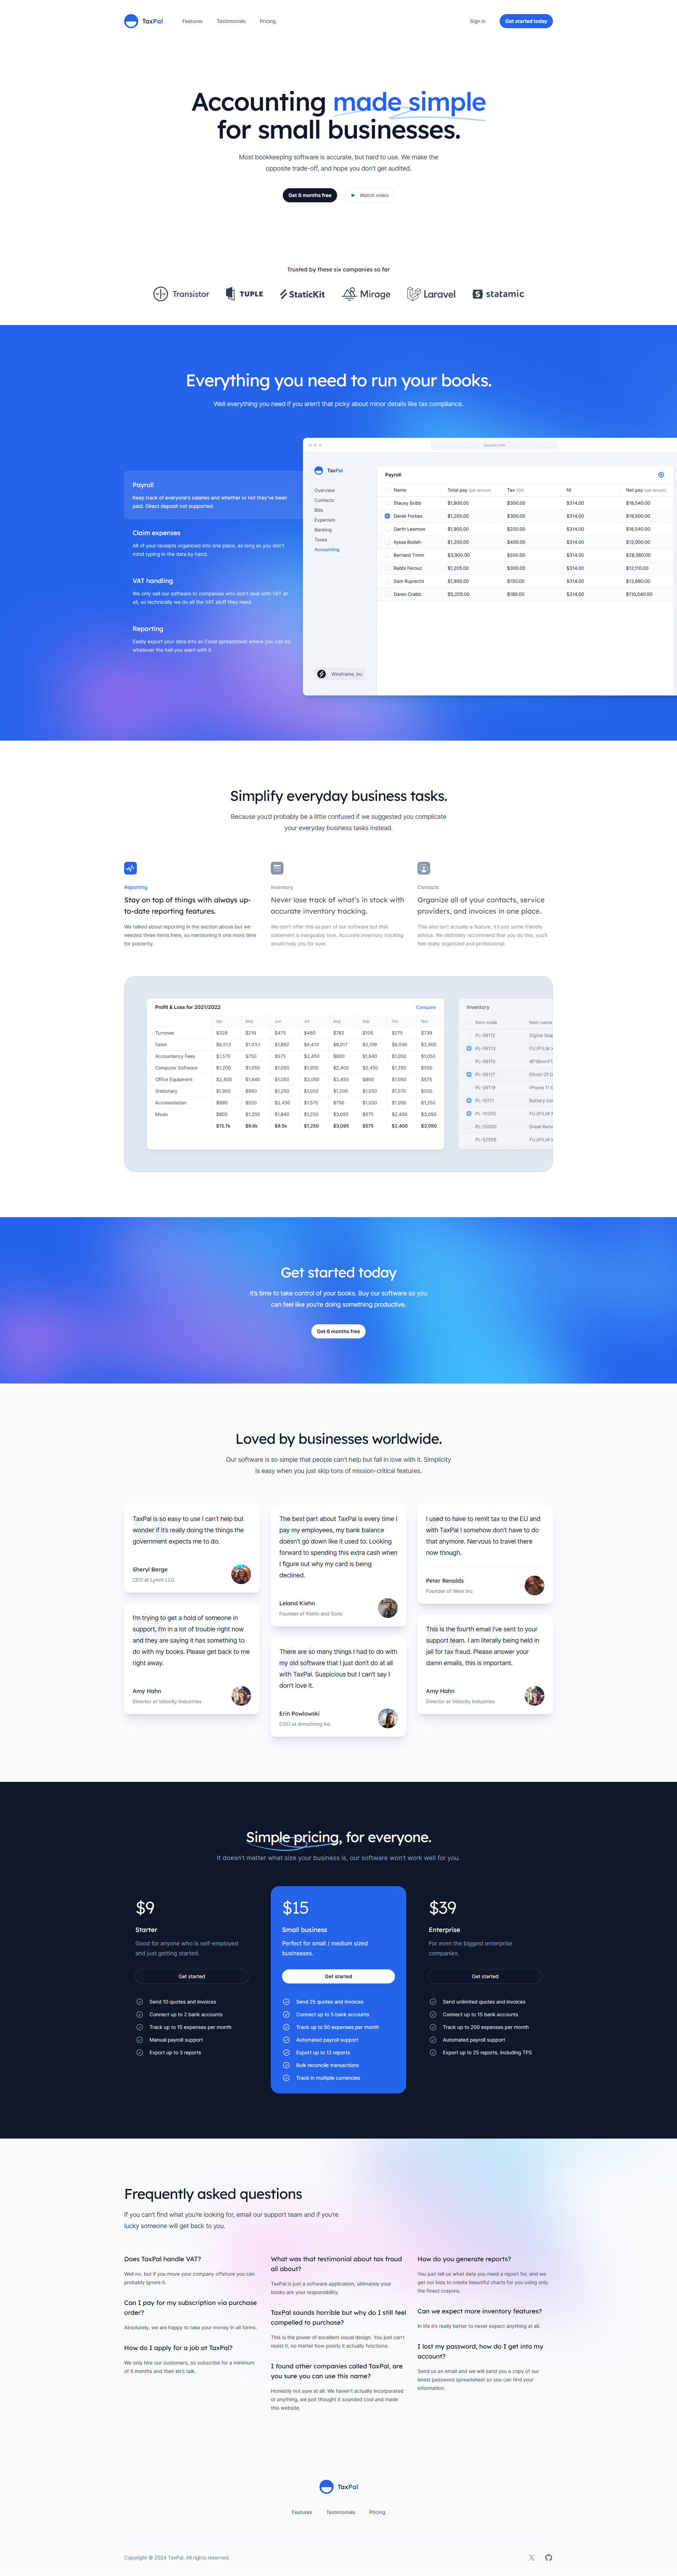 TaxPal
Features
Testimonials
Pricing
Sign in
Get started today
Accounting made simple
for small businesses.
Most bookkeeping software is accurate, but hard to use. We make the
opposite trade-off, and hope you don't get audited.
Get 6 months free
Watch video
Trusted by these six companies so far
Transistor
TUPLE
StaticKit
Mirage
Laravel
statamic
Everything you need to run your books.
Well everything you need if you aren't that picky about minor details like tax compliance.
Payroll
Keep track of everyone's salaries and whether or not they've been
paid. Direct deposit not supported.
Claim expenses
All of your receipts organized into one place, as long as you don't
mind typing in the data by hand.
VAT handling
We only sell our software to companies who don't deal with VAT at
all, so technically we do all the VAT stuff they need.
Reporting
Easily export your data into an Excel spreadsheet where you can do
whatever the hell you want with it.
taxpal.com
TaxPal
Overview
Contacts
Bills
Expenses
Banking
Taxes
Accounting
Wireframe, Inc
Payroll
Name Total pay (per annum) Tax 20% NI Net pay (per annum)
Stacey Bobb $1,900.00 $300.00 $314.00 $18,540.00
Derek Forbes $1,205.00 $300.00 $314.00 $19,500.00
Garth Leemow $1,900.00 $200.00 $314.00 $18,540.00
Ilyssa Bodah $1,200.00 $400.00 $314.00 $12,000.00
Bernard Timm $3,900.00 $500.00 $314.00 $28,560.00
Rabbi Ferouz $1,205.00 $300.00 $314.00 $12,110.00
Sam Ruprecht $1,900.00 $150.00 $314.00 $13,880.00
Daren Crabb $5,205.00 $180.00 $314.00 $110,540.00
Simplify everyday business tasks.
Because you'd probably be a little confused if we suggested you complicate
your everyday business tasks instead.
Reporting
Stay on top of things with always up-
to-date reporting features.
We talked about reporting in the section above but we
needed three items here, so mentioning it one more time
for posterity.
Inventory
Never lose track of what's in stock with
accurate inventory tracking.
We don't offer this as part of our software but that
statement is inarguably true. Accurate inventory tracking
would help you for sure.
Contacts
Organize all of your contacts, service
providers, and invoices in one place.
This also isn't actually a feature, it's just some friendly
advice. We definitely recommend that you do this, you'll
feel really organized and professional.
Profit & Loss for 2021/2022
Compare
Apr May Jun Jul Aug Sep Oct Nov
Turnover $328 $219 $475 $450 $782 $106 $275 $739
Sales $6,513 $1,033 $1,862 $6,410 $6,017 $2,339 $8,036 $2,900
Accountancy Fees $1,570 $750 $575 $2,450 $800 $1,840 $1,050 $1,050
Computer Software $1,200 $1,050 $1,050 $1,950 $2,400 $2,450 $1,250 $550
Office Equipment $2,400 $1,840 $1,050 $3,050 $2,450 $800 $1,050 $575
Stationery $1,950 $990 $1,250 $1,050 $1,200 $1,050 $1,570 $550
Accomodation $990 $550 $2,450 $1,570 $750 $1,050 $1,050 $1,250
Meals $800 $1,200 $1,840 $1,250 $3,095 $575 $2,400 $3,050
$15.7k $9.6k $8.5k $1,250 $3,095 $575 $2,400 $3,050
Inventory
Item code Item name
PL-09112 Digital
PL-09113 FUJIFILM X
PL-09115
PL-09117 Ghost Of
PL-09119 iPhone 11
PL-10111 Battery
PL-10255 FUJIFILM X
PL-25000 Great
PL-52558 FUJIFILM X
Get started today
It's time to take control of your books. Buy our software so you
can feel like you're doing something productive.
Get 6 months free
Loved by businesses worldwide.
Our software is so simple that people can't help but fall in love with it. Simplicity
is easy when you just skip tons of mission-critical features.
TaxPal is so easy to use I can't help but
wonder if it's really doing the things the
government expects me to do.
Sheryl Berge
CEO at Lynch LLC
I'm trying to get a hold of someone in
support, I'm in a lot of trouble right now
and they are saying it has something to
do with my books. Please get back to me
right away.
Amy Hahn
Director at Velocity Industries
The best part about TaxPal is every time I
pay my employees, my bank balance
doesn't go down like it used to. Looking
forward to spending this extra cash when
I figure out why my card is being
declined.
Leland Kiehn
Founder of Kiehn and Sons
There are so many things I had to do with
my old software that I just don't do at all
with TaxPal. Suspicious but I can't say I
don't love it.
Erin Powlowski
COO at Armstrong Inc
I used to have to remit tax to the EU and
with TaxPal I somehow don't have to do
that anymore. Nervous to travel there
now though.
Peter Renolds
Founder of West Inc
This is the fourth email I've sent to your
support team. I am literally being held in
jail for tax fraud. Please answer your
damn emails, this is important.
Amy Hahn
Director at Velocity Industries
Simple pricing, for everyone.
It doesn't matter what size your business is, our software won't work well for you.
$9
Starter
Good for anyone who is self-employed
and just getting started.
Get started
Send 10 quotes and invoices
Connect up to 2 bank accounts
Track up to 15 expenses per month
Manual payroll support
Export up to 3 reports
$15
Small business
Perfect for small / medium sized
businesses.
Get started
Send 25 quotes and invoices
Connect up to 5 bank accounts
Track up to 50 expenses per month
Automated payroll support
Export up to 12 reports
Bulk reconcile transactions
Track in multiple currencies
$39
Enterprise
For even the biggest enterprise
companies.
Get started
Send unlimited quotes and invoices
Connect up to 15 bank accounts
Track up to 200 expenses per month
Automated payroll support
Export up to 25 reports, including TPS
Frequently asked questions
If you can't find what you're looking for, email our support team and if you're
lucky someone will get back to you.
Does TaxPal handle VAT?
Well no, but if you move your company offshore you can
probably ignore it.
Can I pay for my subscription via purchase
order?
Absolutely, we are happy to take your money in all forms.
How do I apply for a job at TaxPal?
We only hire our customers, so subscribe for a minimum
of 6 months and then let's talk.
What was that testimonial about tax fraud
all about?
TaxPal is just a software application, ultimately your
books are your responsibility.
TaxPal sounds horrible but why do I still feel
compelled to purchase?
This is the power of excellent visual design. You just can't
resist it, no matter how poorly it actually functions.
I found other companies called TaxPal, are
you sure you can use this name?
Honestly not sure at all. We haven't actually incorporated
or anything, we just thought it sounded cool and made
this website.
How do you generate reports?
You just tell us what data you need a report for, and we
get our kids to create beautiful charts for you using only
the finest crayons.
Can we expect more inventory features?
In life it's really better to never expect anything at all.
I lost my password, how do I get into my
account?
Send us an email and we will send you a copy of our
latest password spreadsheet so you can find your
information.
TaxPal
Features
Testimonials
Pricing
Copyright © 2024 TaxPal. All rights reserved.